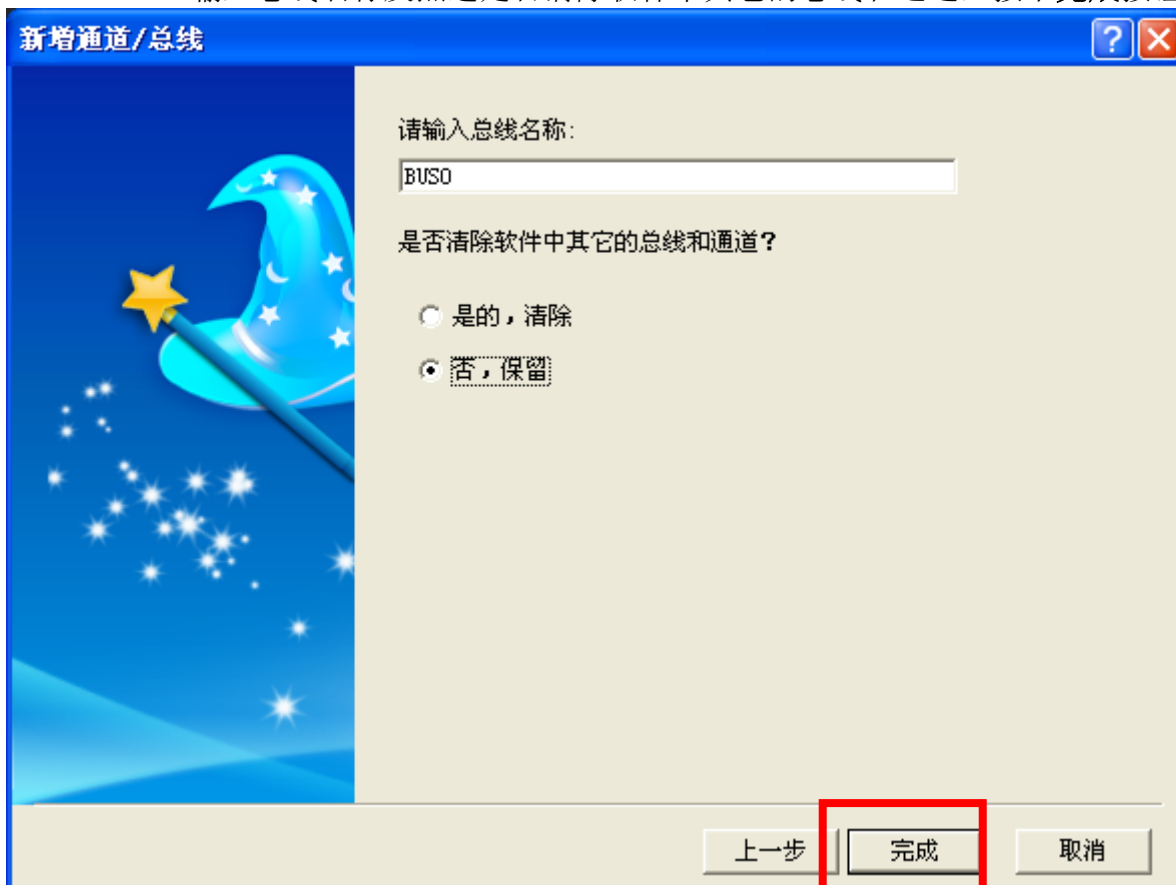 新增通道/总线
请输入总线名称:
BUS0
是否清除软件中其它的总线和通道?
是的,清除
否,保留
上一步
完成
取消